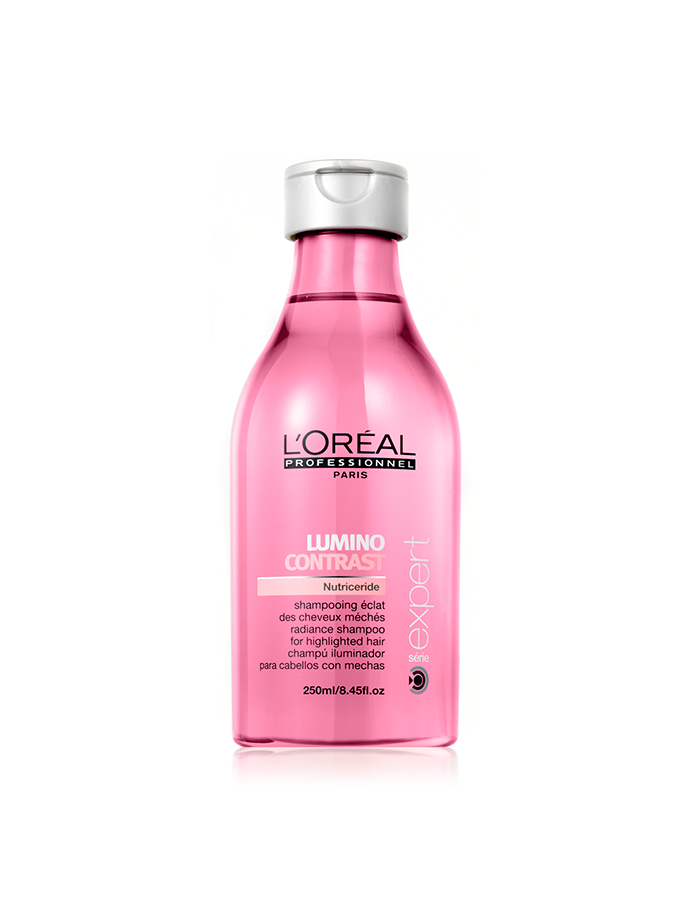 L'ORÉAL
PROFESSIONNEL
PARIS
LUMINO
CONTRAST
Nutriceride
shampooing éclat
des cheveux méchés
radiance shampoo
for highlighted hair
champú iluminador
para cabellos con mechas
250ml/8.45fl.oz
série expert